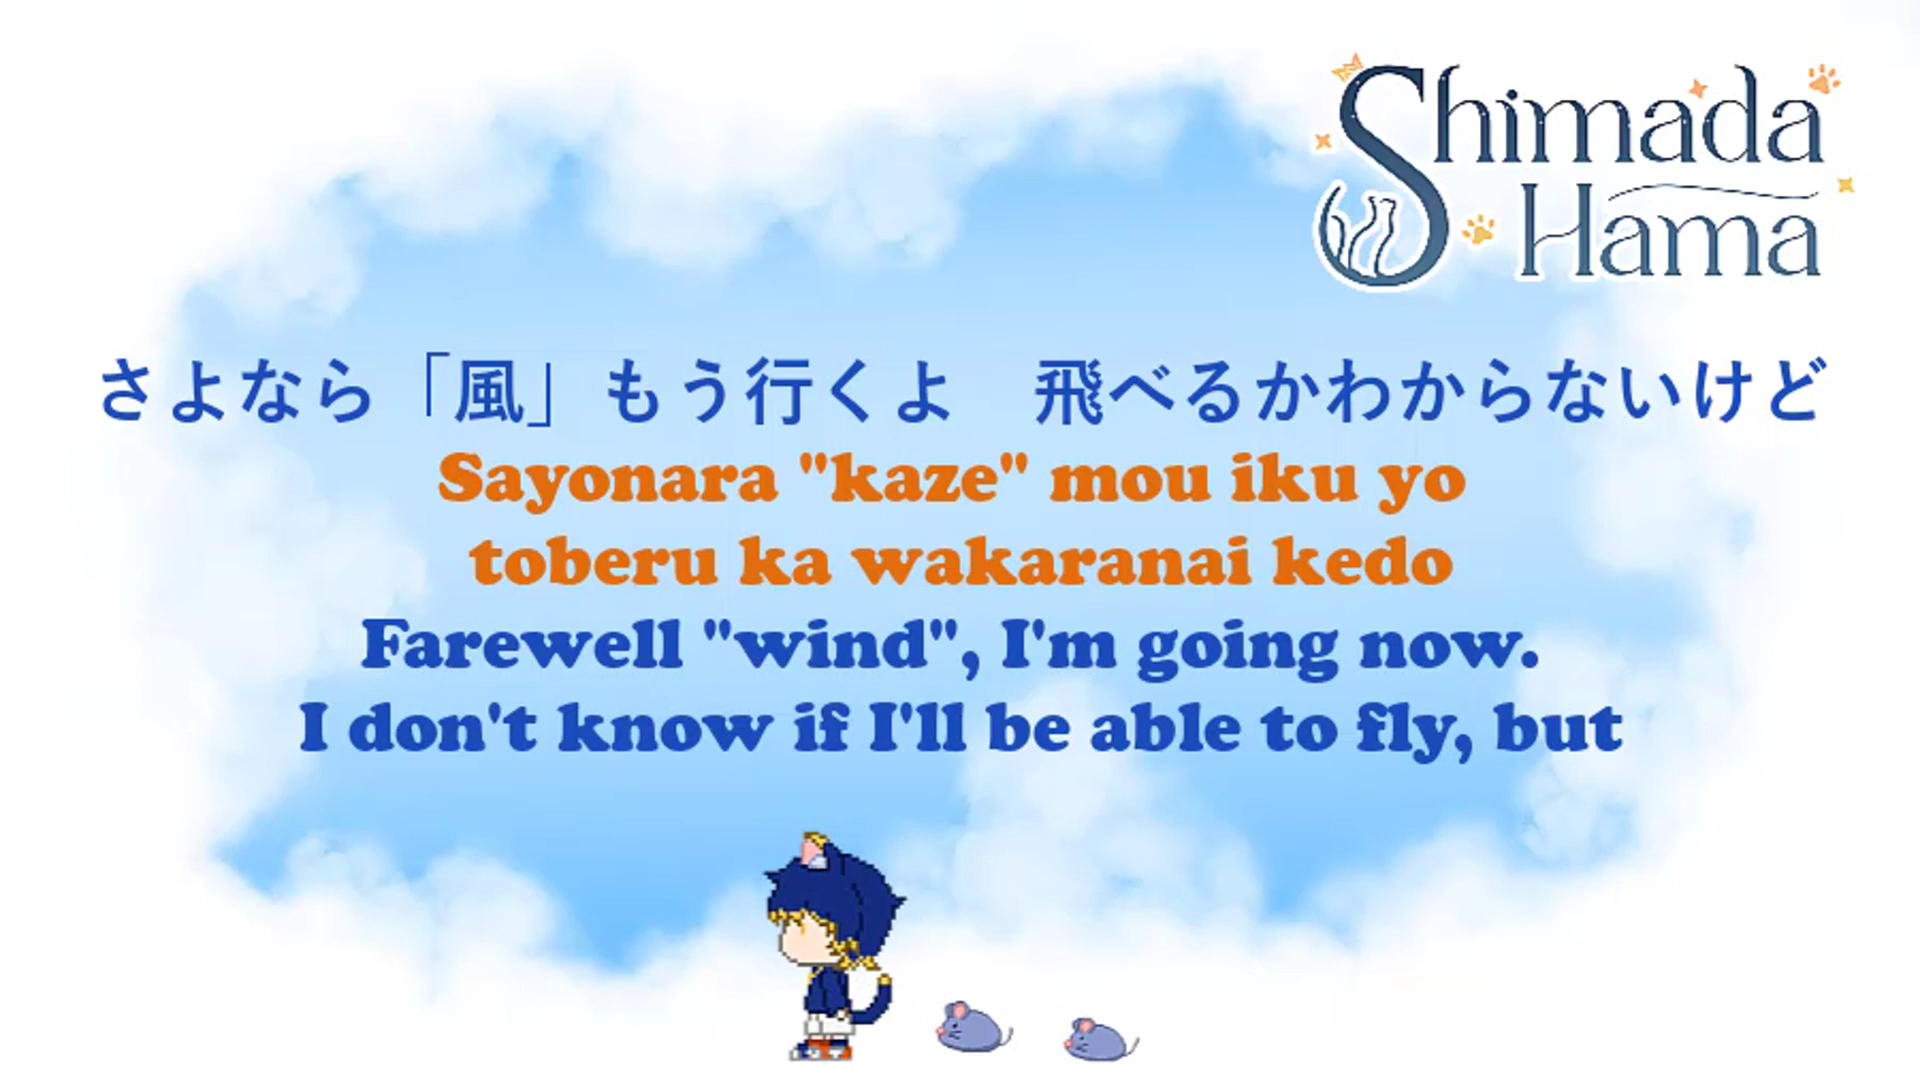 Shimada
Hama
さよなら「風」もう行くよ　飛べるかわからないけど
Sayonara "kaze" mou iku yo
toberu ka wakaranai kedo
Farewell "wind", I'm going now.
I don't know if I'll be able to fly, but